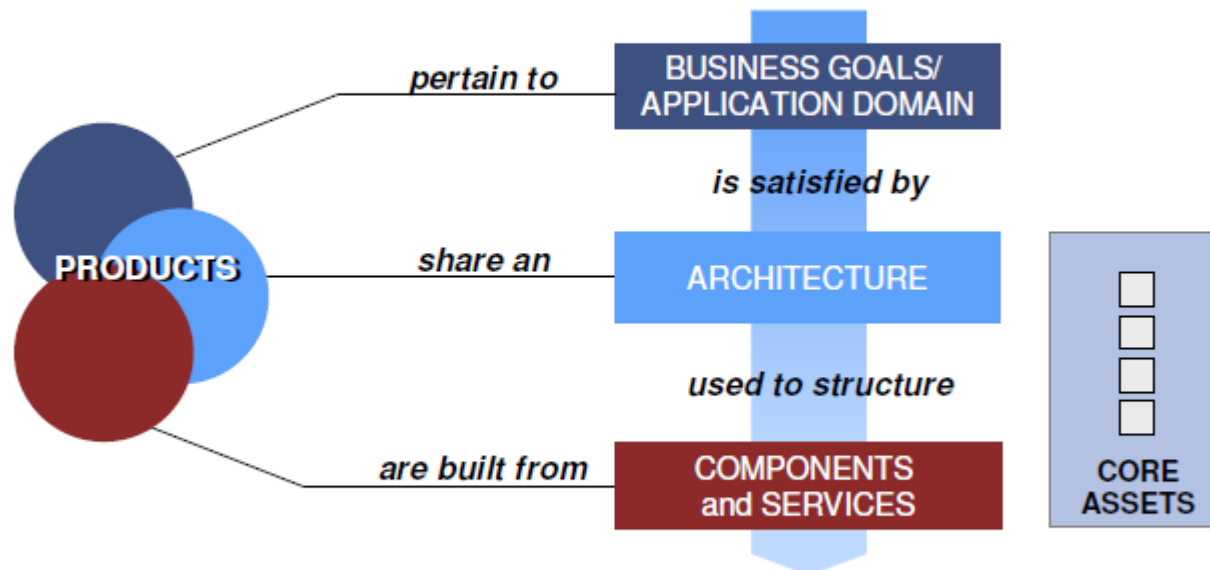 pertain to
BUSINESS GOALS/
APPLICATION DOMAIN
is satisfied by
PRODUCTS
share an
ARCHITECTURE
used to structure
are built from
COMPONENTS
and SERVICES
CORE
ASSETS